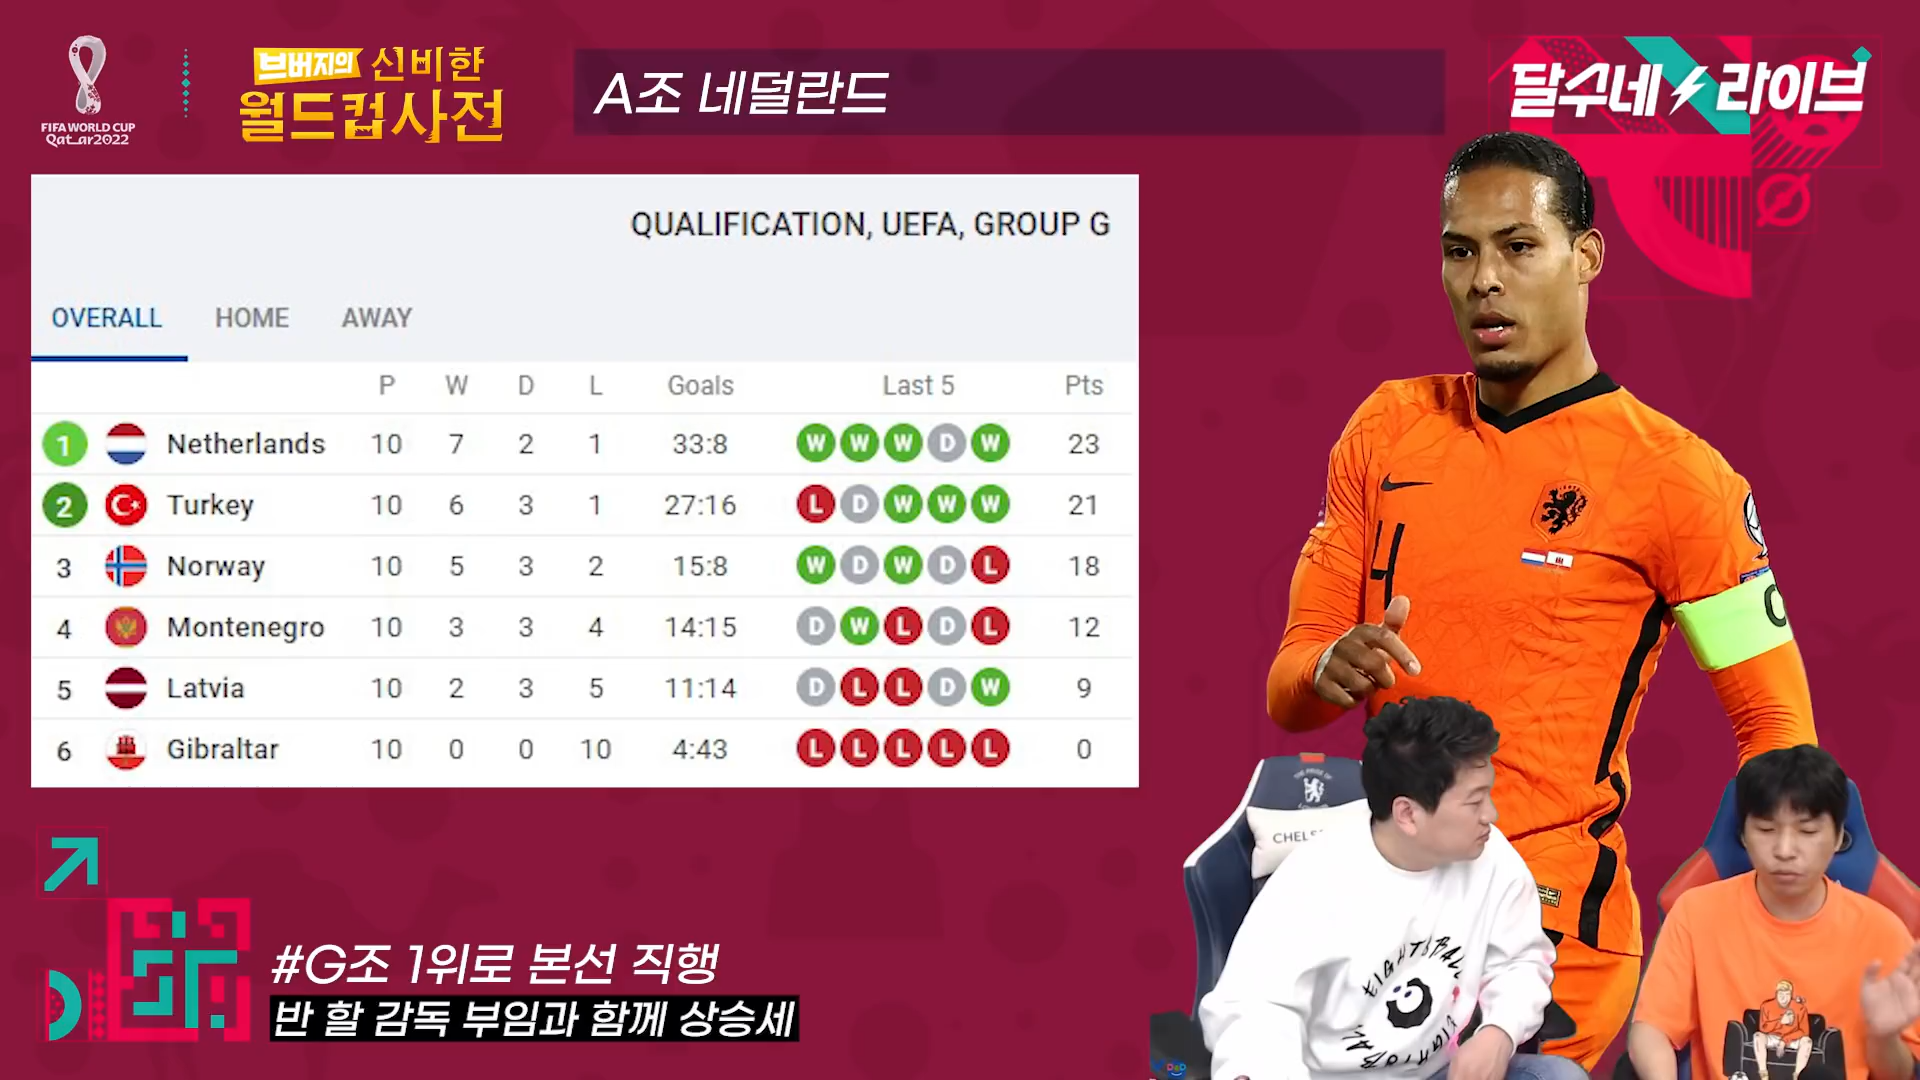 FIFA WORLD CUP
Qatar2022
브버지의 신비한
월드컵사전
A조 네덜란드
달수네 라이브
QUALIFICATION, UEFA, GROUP G
OVERALL HOME AWAY
P W D L Goals Last 5 Pts
1 Netherlands 10 7 2 1 33:8 W W W D W 23
2 Turkey 10 6 3 1 27:16 L D W W W 21
3 Norway 10 5 3 2 15:8 W D W D L 18
4 Montenegro 10 3 3 4 14:15 D W L D L 12
5 Latvia 10 2 3 5 11:14 D L L D W 9
6 Gibraltar 10 0 0 10 4:43 L L L L L 0
4
C
#G조 1위로 본선 직행
반 할 감독 부임과 함께 상승세